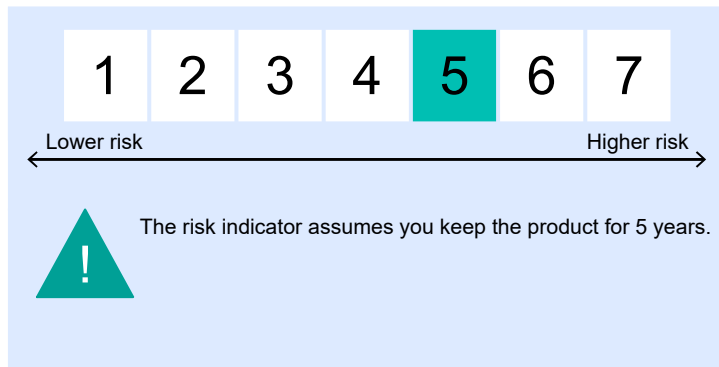 1 2 3 4 5 6 7
Lower risk Higher risk
! The risk indicator assumes you keep the product for 5 years.